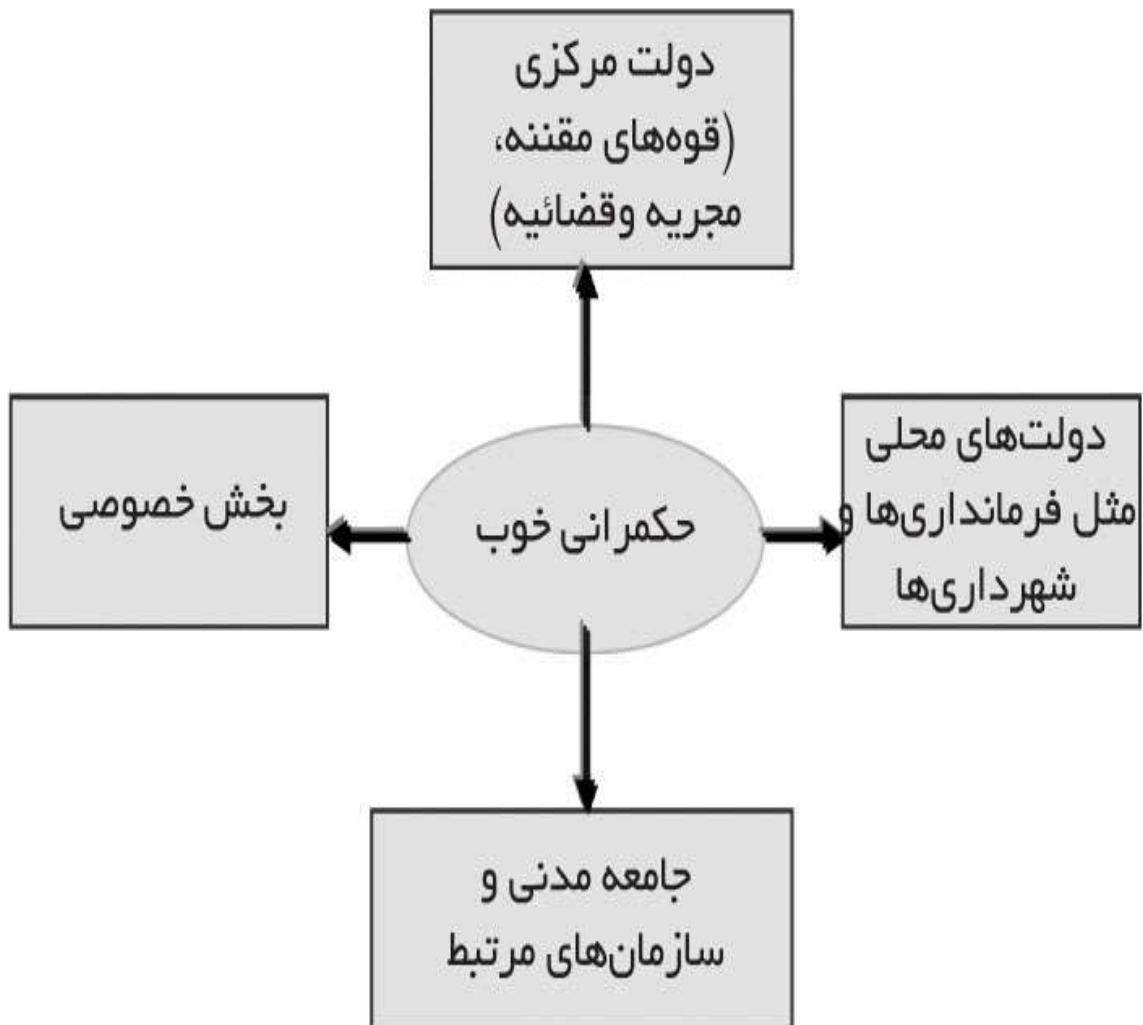 دولت مرکزی
(قوه‌های مقننه،
مجریه وقضائیه)
دولت‌های محلی
مثل فرمانداری‌ها و
شهرداری‌ها
حکمرانی خوب
بخش خصوصی
جامعه مدنی و
سازمان‌های مرتبط